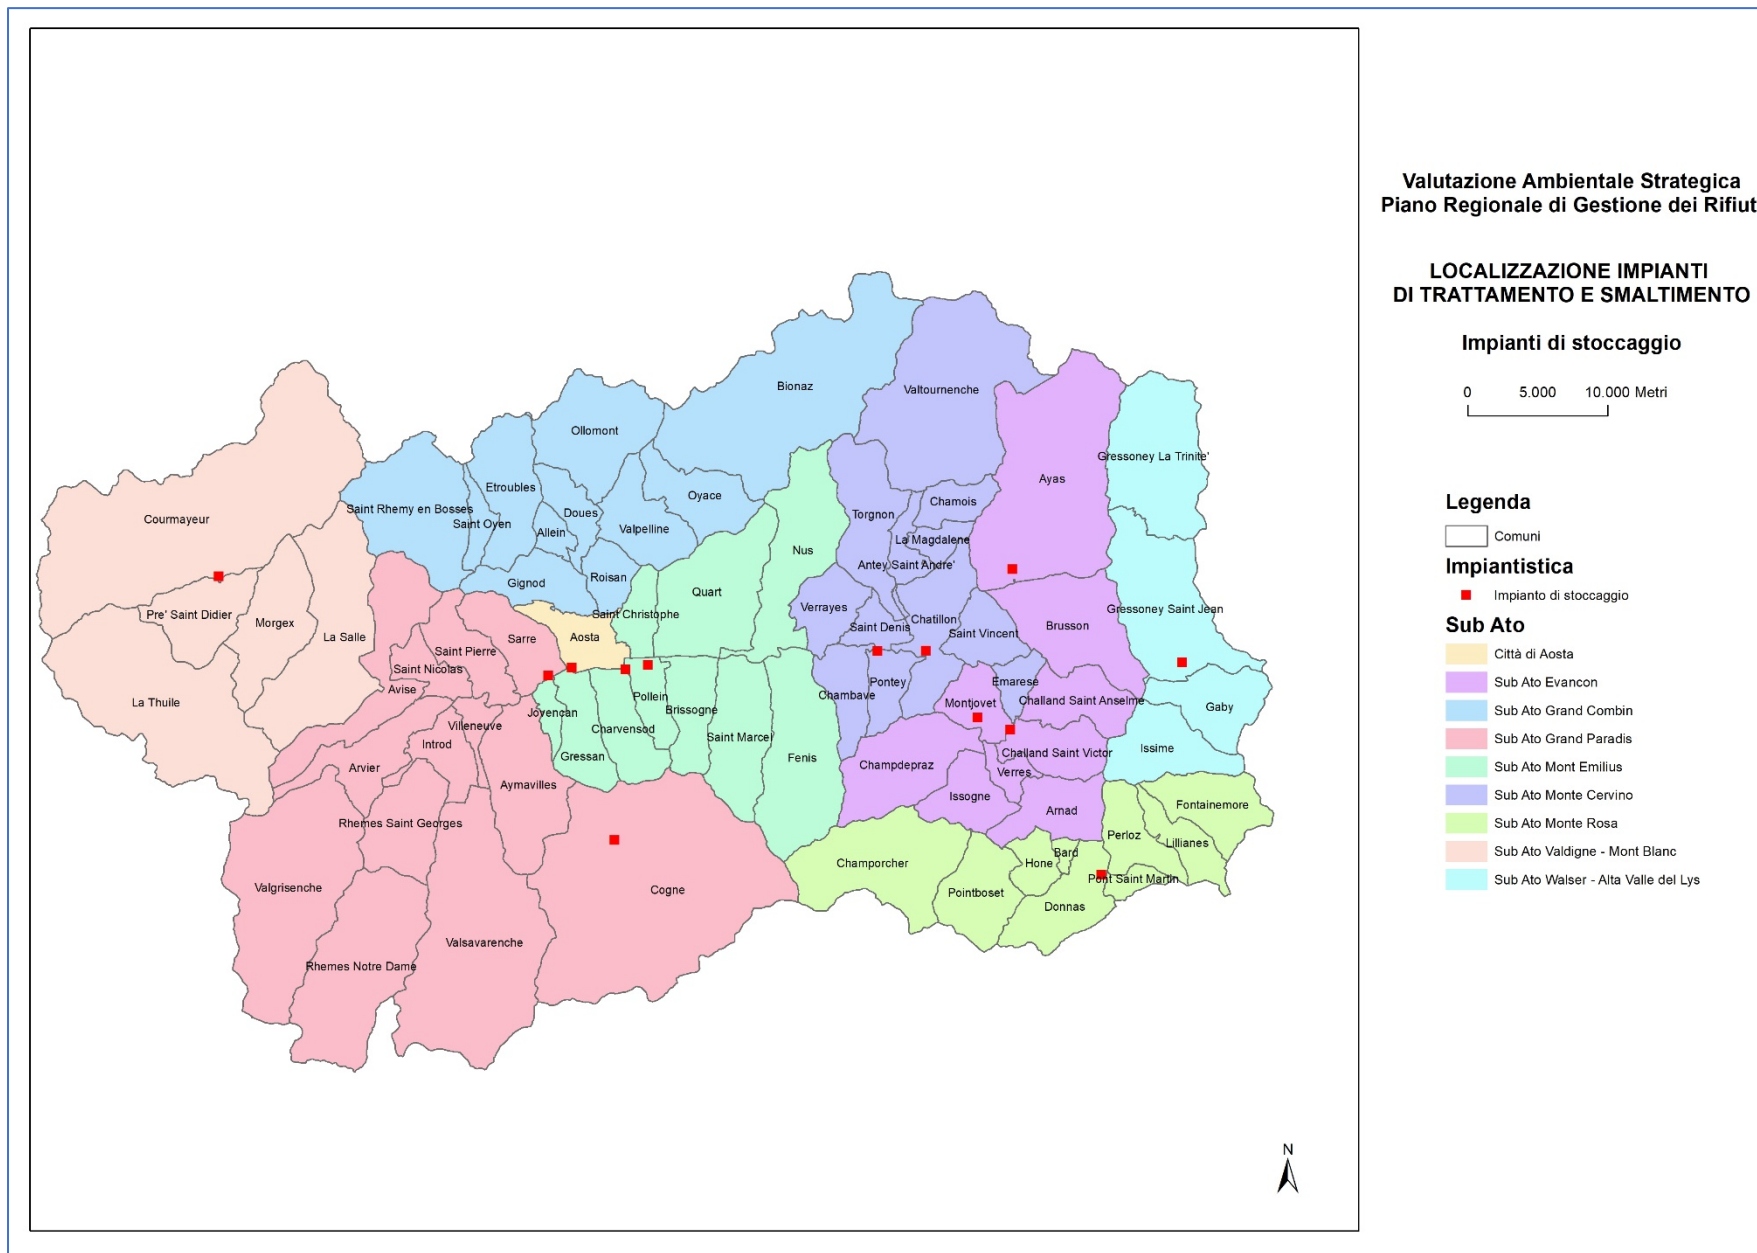 Valutazione Ambientale Strategica
Piano Regionale di Gestione dei Rifiut
LOCALIZZAZIONE IMPIANTI
DI TRATTAMENTO E SMALTIMENTO
Impianti di stoccaggio
0 5.000 10.000 Metri
Legenda
Comuni
Impiantistica
Impianto di stoccaggio
Sub Ato
Città di Aosta
Sub Ato Evancon
Sub Ato Grand Combin
Sub Ato Grand Paradis
Sub Ato Mont Emilius
Sub Ato Monte Cervino
Sub Ato Monte Rosa
Sub Ato Valdigne - Mont Blanc
Sub Ato Walser - Alta Valle del Lys
Bionaz
Valtournenche
Ollomont
Gressoney La Trinite'
Ayas
Etroubles
Oyace
Chamois
Saint Rhemy en Bosses
Doues
Torgnon
Courmayeur
Saint Oyen
Allein
Valpelline
La Magdalene
Nus
Antey Saint Andre'
Gignod
Roisan
Quart
Verrayes
Gressoney Saint Jean
Pre' Saint Didier
Saint Christophe
Chatillon
Morgex
Saint Denis
Brusson
La Salle
Sarre
Aosta
Saint Vincent
Saint Pierre
Saint Nicolas
Emarese
Avise
Pontey
Chambave
Pollein
La Thuile
Montjovet
Challand Saint Anselme
Gaby
Brissogne
Jovencan
Villeneuve
Charvensod
Saint Marcel
Introd
Issime
Gressan
Fenis
Challand Saint Victor
Arvier
Champdepraz
Verres
Aymavilles
Issogne
Fontainemore
Arnad
Rhemes Saint Georges
Perloz
Lillianes
Bard
Champorcher
Hone
Pont Saint Martin
Valgrisenche
Cogne
Pointboset
Donnas
Valsavarenche
Rhemes Notre Dame
N